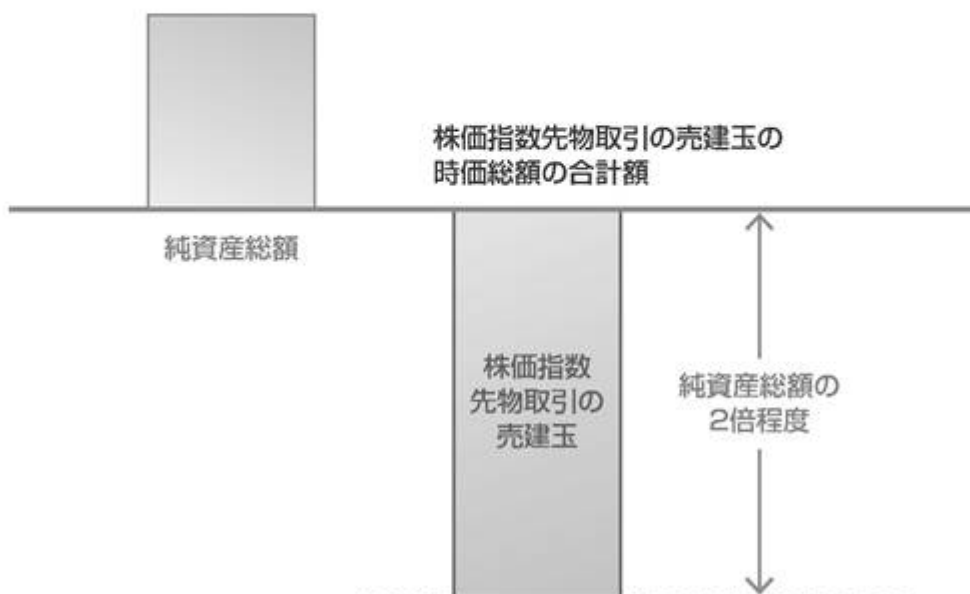 株価指数先物取引の売建玉の
時価総額の合計額
純資産総額
株価指数
先物取引の
売建玉
純資産総額の
2倍程度